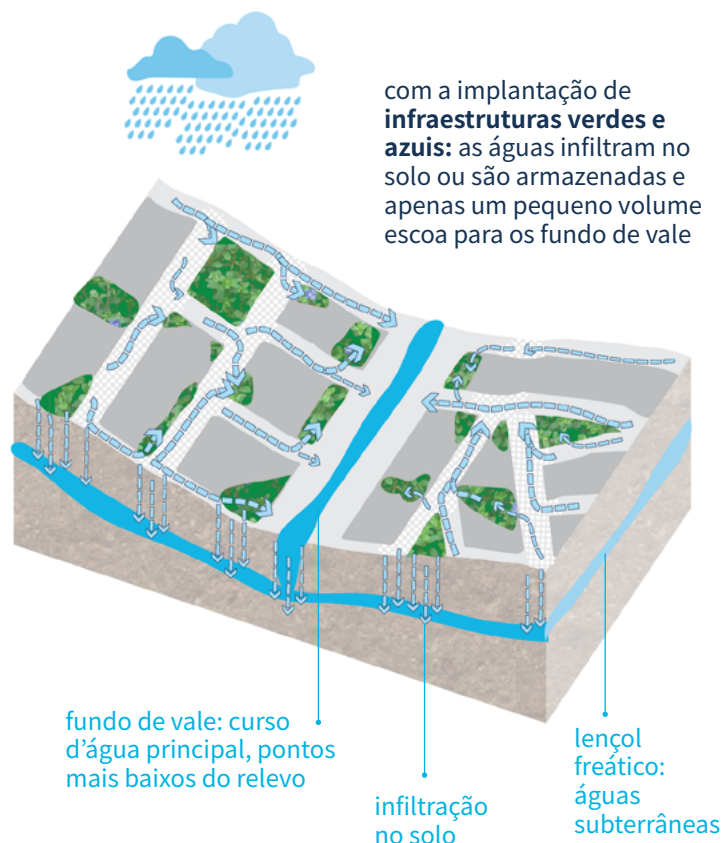 com a implantação de
infraestruturas verdes e
azuis: as águas infiltram no
solo ou são armazenadas e
apenas um pequeno volume
escoa para os fundo de vale
fundo de vale: curso
d’água principal, pontos
mais baixos do relevo
infiltração
no solo
lençol
freático:
águas
subterrâneas